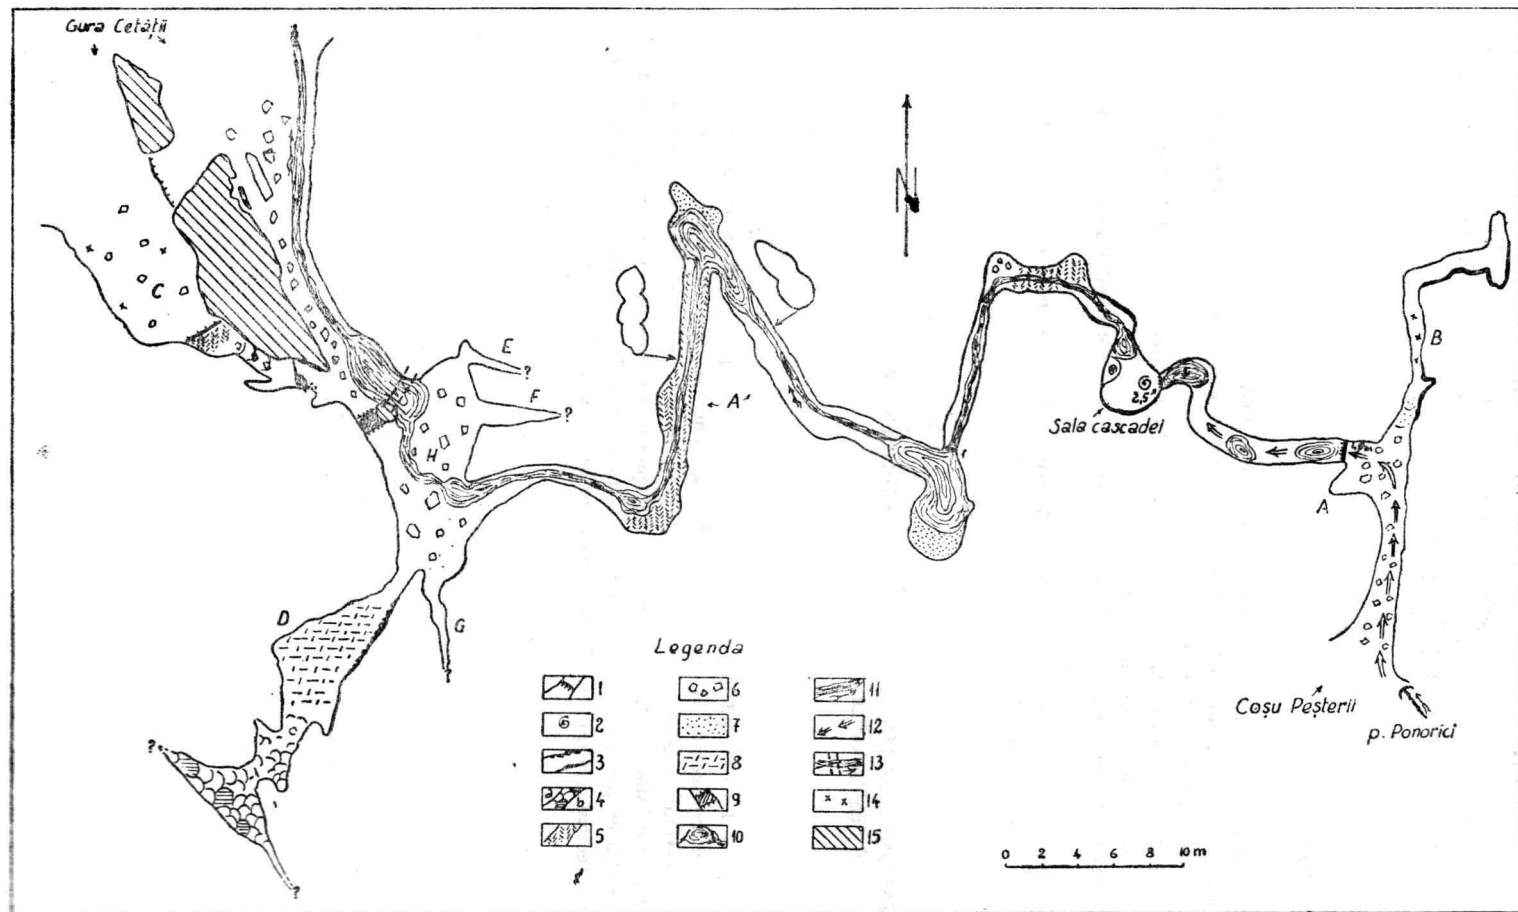 Gura Cetății
N
C
E
?
F
?
H
A'
D
G
?
?
?
B
2,5
Sala cascadei
A
Coșu Peșterii
p. Ponorici
Legenda
1
2
3
a b 4
5
6
7
8
9
10
11
12
13
14
15
0 2 4 6 8 10 m